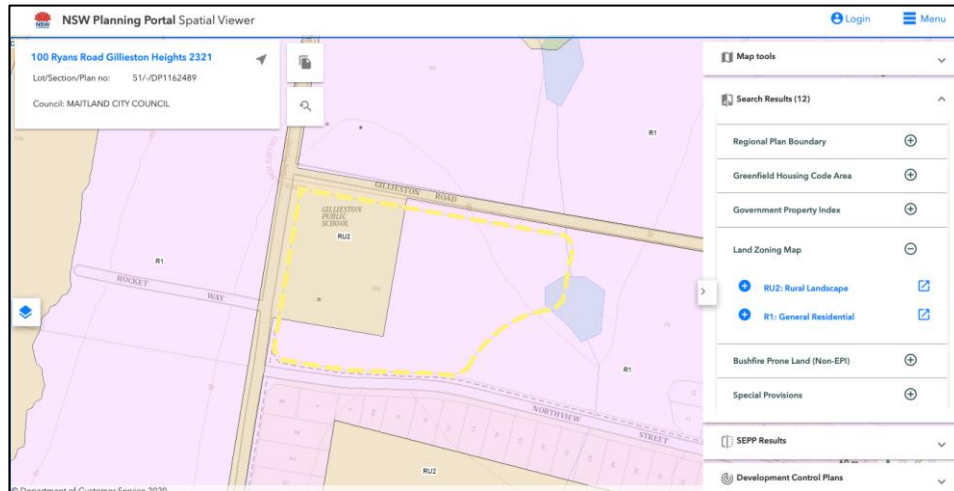 NSW
NSW Planning Portal Spatial Viewer
Login
Menu
100 Ryans Road Gillieston Heights 2321
Lot/Section/Plan no: 51/-/DP1162489
Council: MAITLAND CITY COUNCIL
Map tools
Search Results (12)
Regional Plan Boundary
Greenfield Housing Code Area
Government Property Index
Land Zoning Map
RU2: Rural Landscape
R1: General Residential
Bushfire Prone Land (Non-EPI)
Special Provisions
SEPP Results
Development Control Plans
R1
GILLIESTON ROAD
GILLIESTON
PUBLIC
SCHOOL
RU2
R1
ROCKET WAY
R1
NORTHVIEW STREET
RU2
© Department of Customer Service 2020